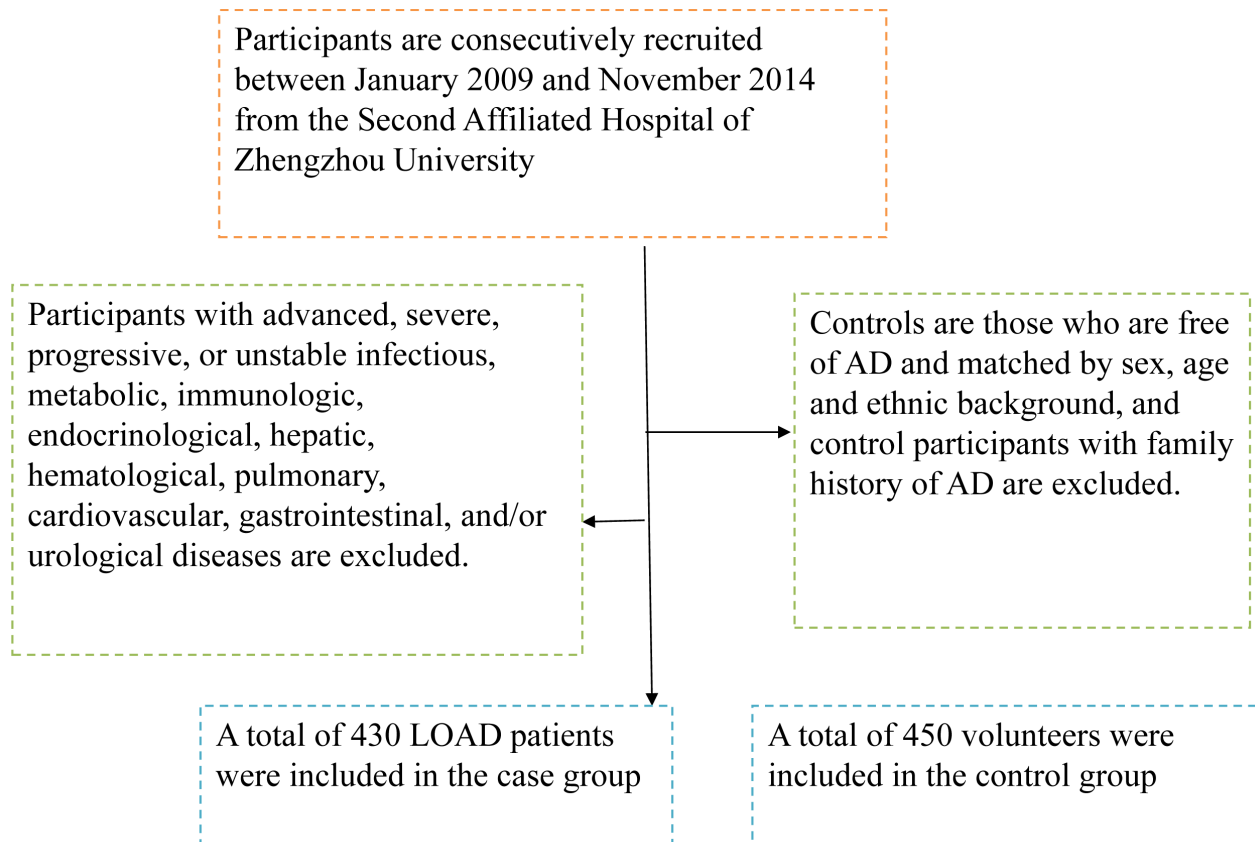 Participants are consecutively recruited
between January 2009 and November 2014
from the Second Affiliated Hospital of
Zhengzhou University
Participants with advanced, severe,
progressive, or unstable infectious,
metabolic, immunologic,
endocrinological, hepatic,
hematological, pulmonary,
cardiovascular, gastrointestinal, and/or
urological diseases are excluded.
Controls are those who are free
of AD and matched by sex, age
and ethnic background, and
control participants with family
history of AD are excluded.
A total of 430 LOAD patients
were included in the case group
A total of 450 volunteers were
included in the control group